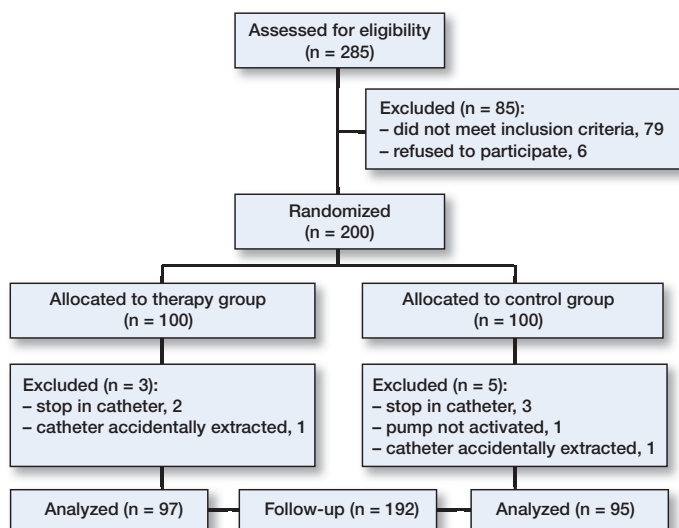 Assessed for eligibility
(n = 285)
Excluded (n = 85):
– did not meet inclusion criteria, 79
– refused to participate, 6
Randomized
(n = 200)
Allocated to therapy group
(n = 100)
Allocated to control group
(n = 100)
Excluded (n = 3):
– stop in catheter, 2
– catheter accidentally extracted, 1
Excluded (n = 5):
– stop in catheter, 3
– pump not activated, 1
– catheter accidentally extracted, 1
Analyzed (n = 97)
Follow-up (n = 192)
Analyzed (n = 95)